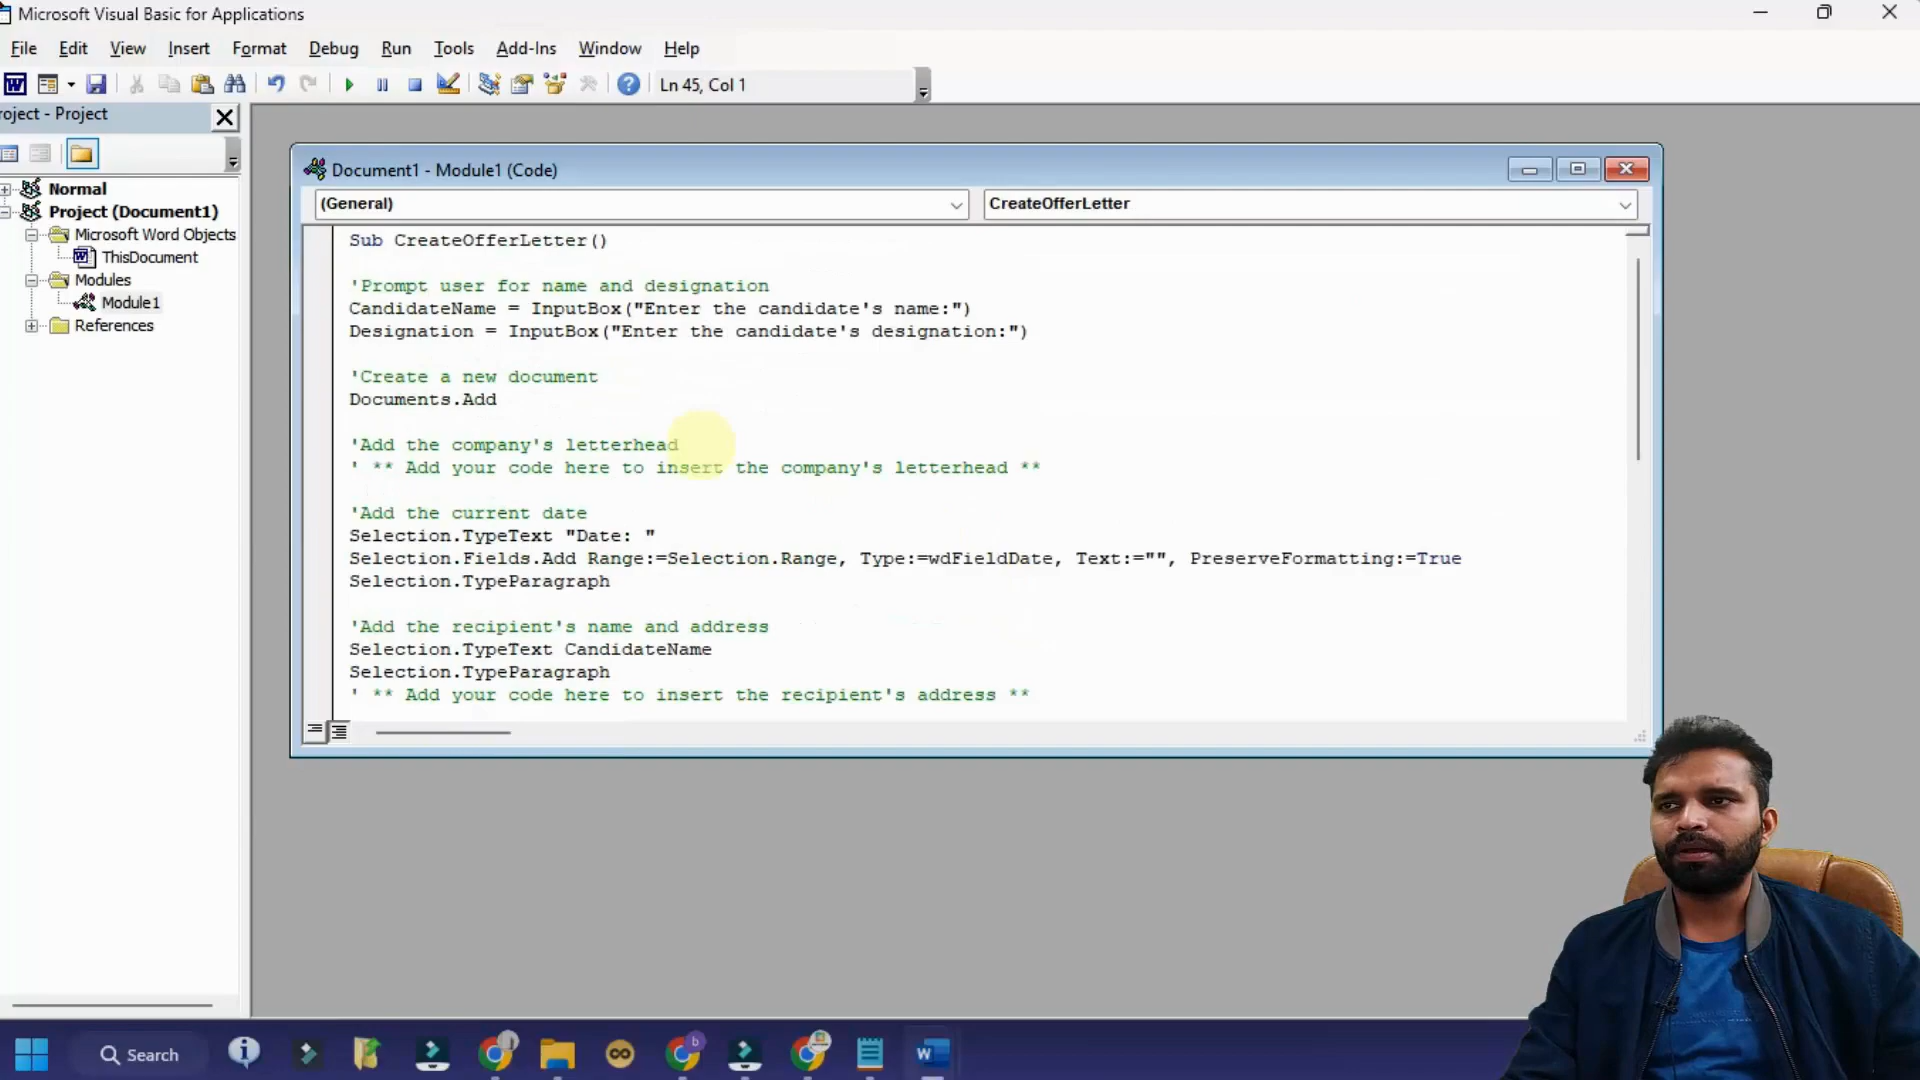 Microsoft Visual Basic for Applications
File Edit View Insert Format Debug Run Tools Add-Ins Window Help
Ln 45, Col 1
roject - Project
Normal
Project (Document1)
Microsoft Word Objects
ThisDocument
Modules
Module1
References
Document1 - Module1 (Code)
(General)
CreateOfferLetter
Sub CreateOfferLetter()
'Prompt user for name and designation
CandidateName = InputBox("Enter the candidate's name:")
Designation = InputBox("Enter the candidate's designation:")
'Create a new document
Documents.Add
'Add the company's letterhead
' ** Add your code here to insert the company's letterhead **
'Add the current date
Selection.TypeText "Date: "
Selection.Fields.Add Range:=Selection.Range, Type:=wdFieldDate, Text:="", PreserveFormatting:=True
Selection.TypeParagraph
'Add the recipient's name and address
Selection.TypeText CandidateName
Selection.TypeParagraph
' ** Add your code here to insert the recipient's address **
Search